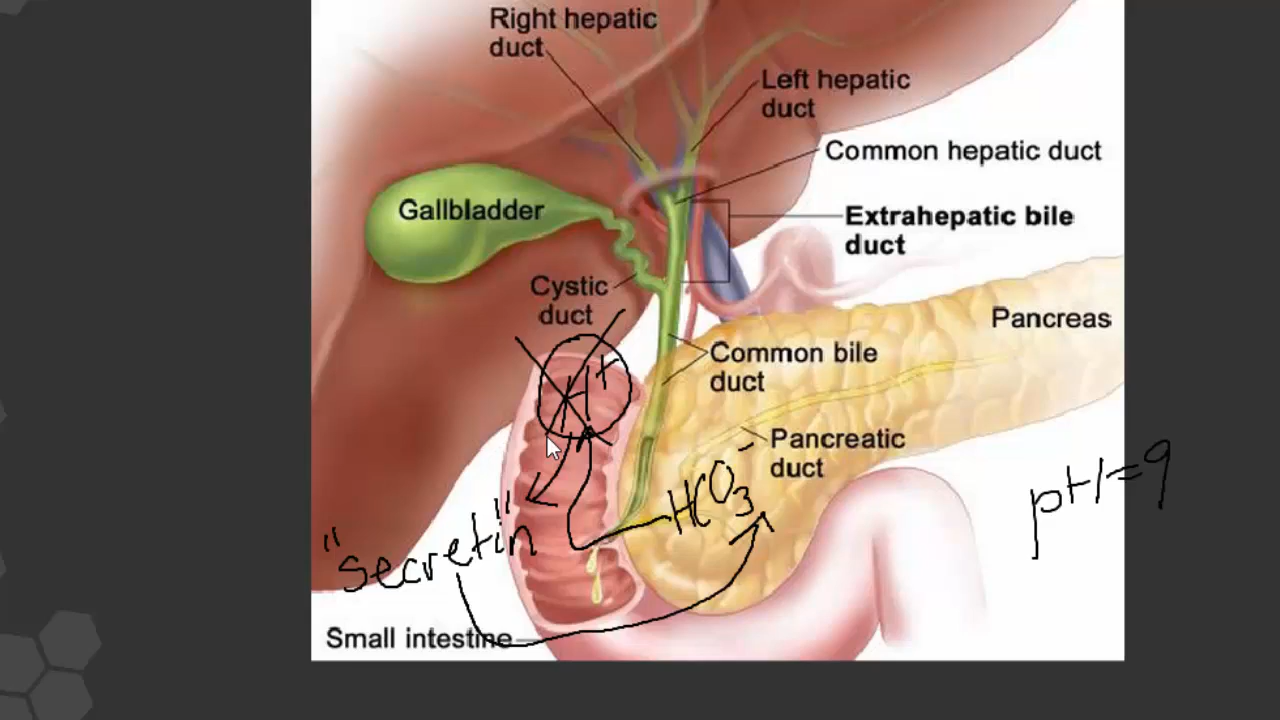 Right hepatic
duct
Left hepatic
duct
Common hepatic duct
Gallbladder
Extrahepatic bile
duct
Cystic
duct
Pancreas
H+
Common bile
duct
Pancreatic
duct
pH=9
HCO3-
"secretin"
Small intestine